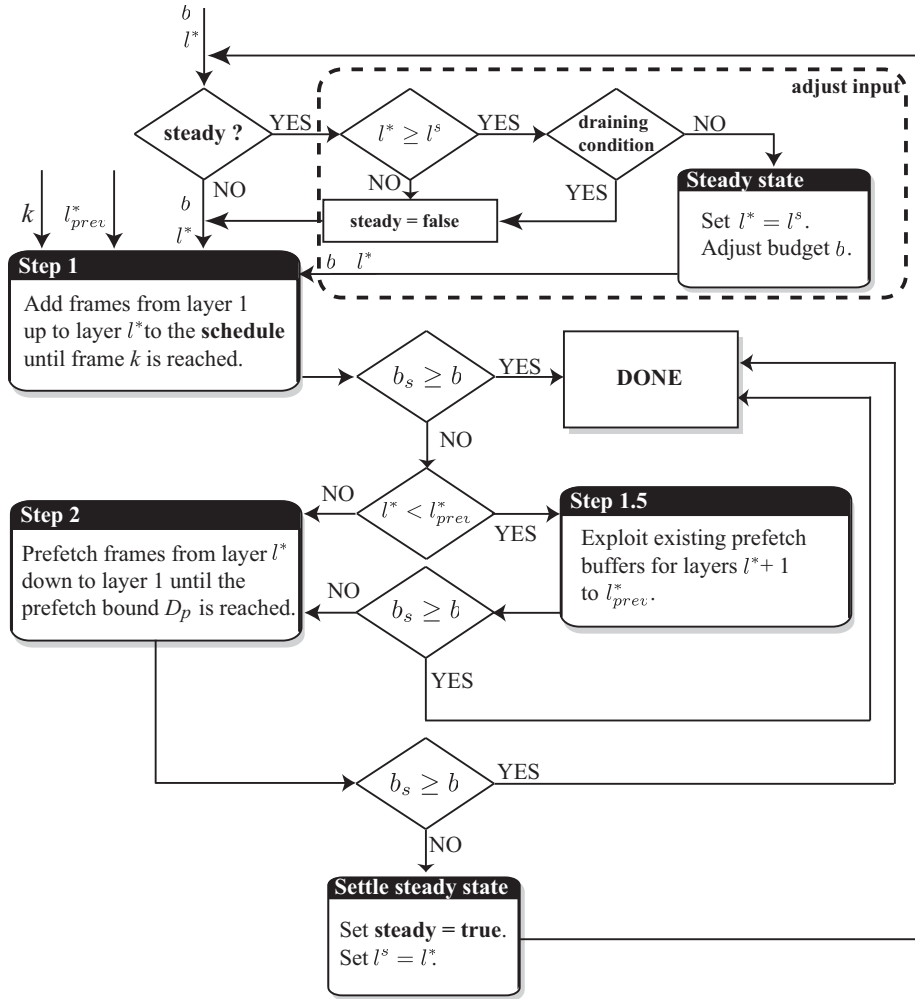 b
l*
adjust input
steady ?
YES
l* ≥ l^s
YES
draining
condition
NO
NO
b
l*
NO
YES
steady = false
Steady state
Set l* = l^s.
Adjust budget b.
k
l*_prev
b l*
Step 1
Add frames from layer 1
up to layer l* to the schedule
until frame k is reached.
b_s ≥ b
YES
DONE
NO
l* < l*_prev
NO
YES
Step 2
Prefetch frames from layer l*
down to layer 1 until the
prefetch bound D_p is reached.
Step 1.5
Exploit existing prefetch
buffers for layers l* + 1
to l*_prev.
NO
b_s ≥ b
YES
b_s ≥ b
YES
NO
Settle steady state
Set steady = true.
Set l^s = l*.